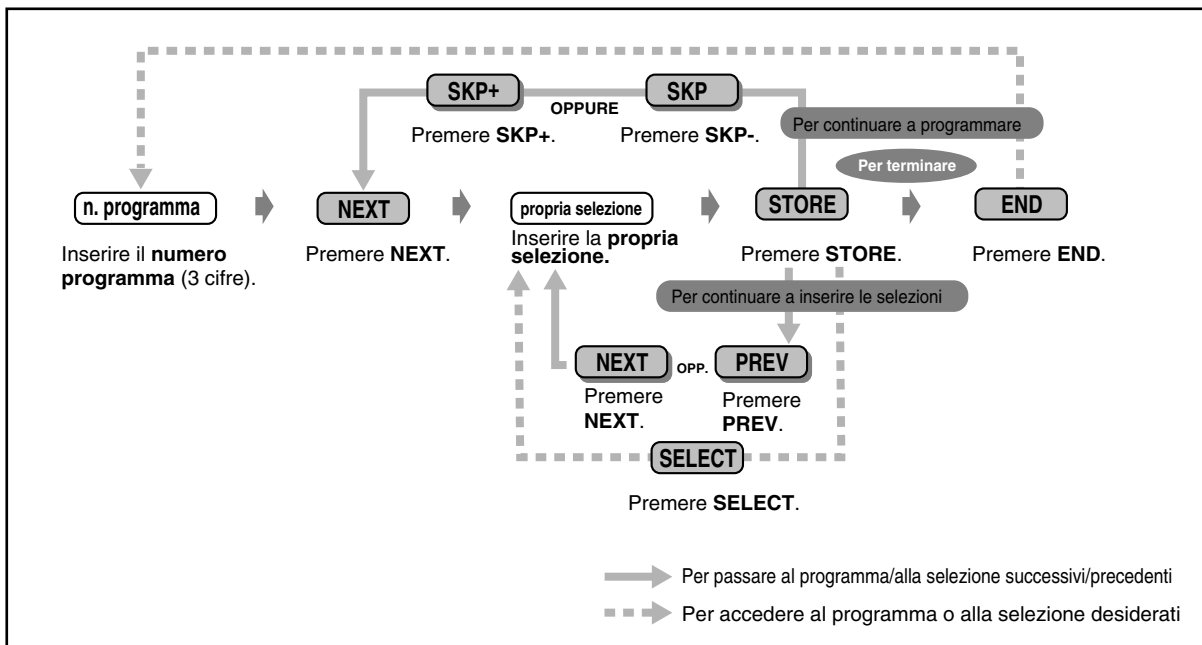 SKP+
OPPURE
SKP
Premere SKP+.
Premere SKP-.
Per continuare a programmare
Per terminare
n. programma
NEXT
propria selezione
STORE
END
Inserire il numero
programma (3 cifre).
Premere NEXT.
Inserire la propria
selezione.
Premere STORE.
Premere END.
Per continuare a inserire le selezioni
NEXT
OPP.
PREV
Premere
NEXT.
Premere
PREV.
SELECT
Premere SELECT.
Per passare al programma/alla selezione successivi/precedenti
Per accedere al programma o alla selezione desiderati